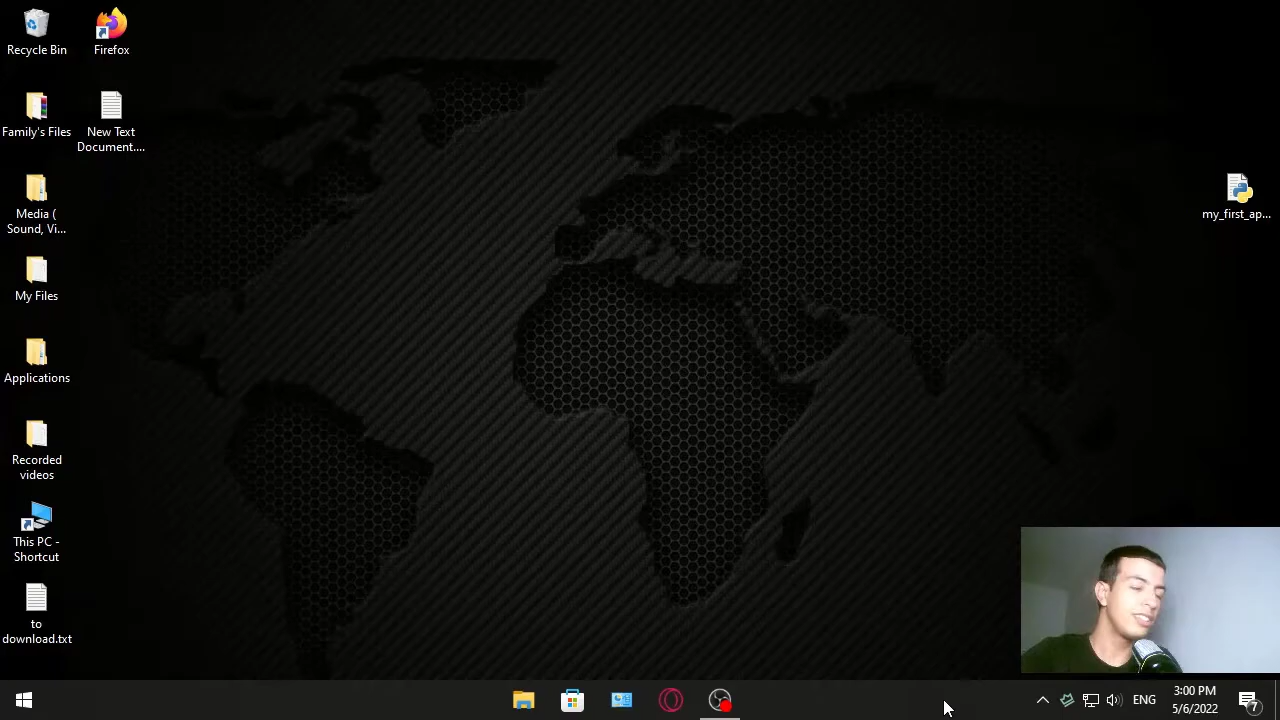 Recycle Bin
Firefox
Family's Files
New Text
Document....
Media (
Sound, Vi...
my_first_ap...
My Files
Applications
Recorded
videos
This PC -
Shortcut
to
download.txt
ENG
3:00 PM
5/6/2022
7